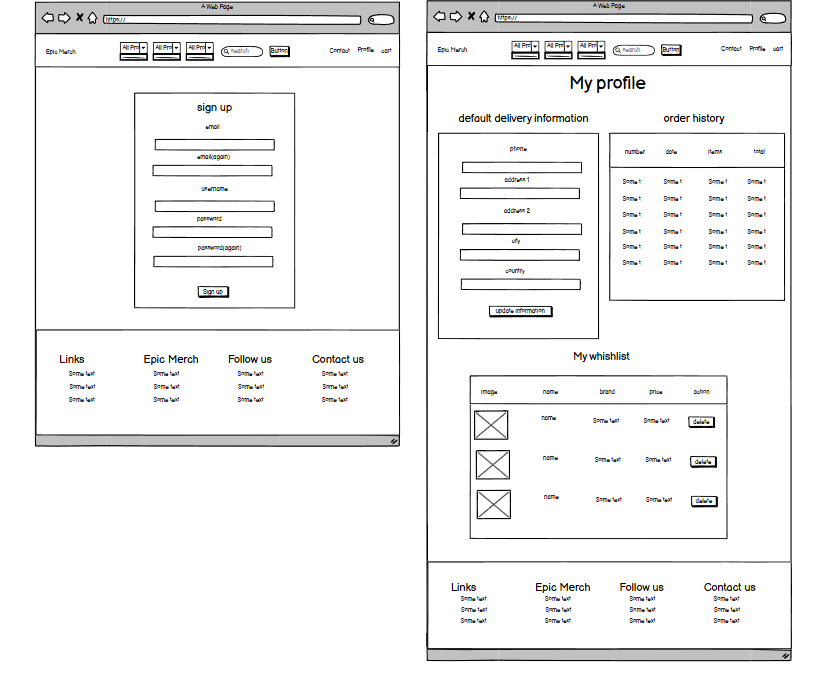 A Web Page
https://
Epic Merch
All Pro
All Pro
All Pro
search
Button
Contact
Profile
cart
sign up
email
email(again)
username
password
password(again)
Sign up
Links
Epic Merch
Follow us
Contact us
Some text
Some text
Some text
Some text
Some text
Some text
Some text
Some text
Some text
Some text
Some text
Some text
A Web Page
https://
Epic Merch
All Pro
All Pro
All Pro
search
Button
Contact
Profile
cart
My profile
default delivery information
phone
address 1
address 2
city
country
update information
order history
number date items total
Some t Some t Some t Some t
Some t Some t Some t Some t
Some t Some t Some t Some t
Some t Some t Some t Some t
Some t Some t Some t Some t
Some t Some t Some t Some t
My whishlist
image name brand price aution
name Some text Some text delete
name Some text Some text delete
name Some text Some text delete
Links
Epic Merch
Follow us
Contact us
Some text
Some text
Some text
Some text
Some text
Some text
Some text
Some text
Some text
Some text
Some text
Some text